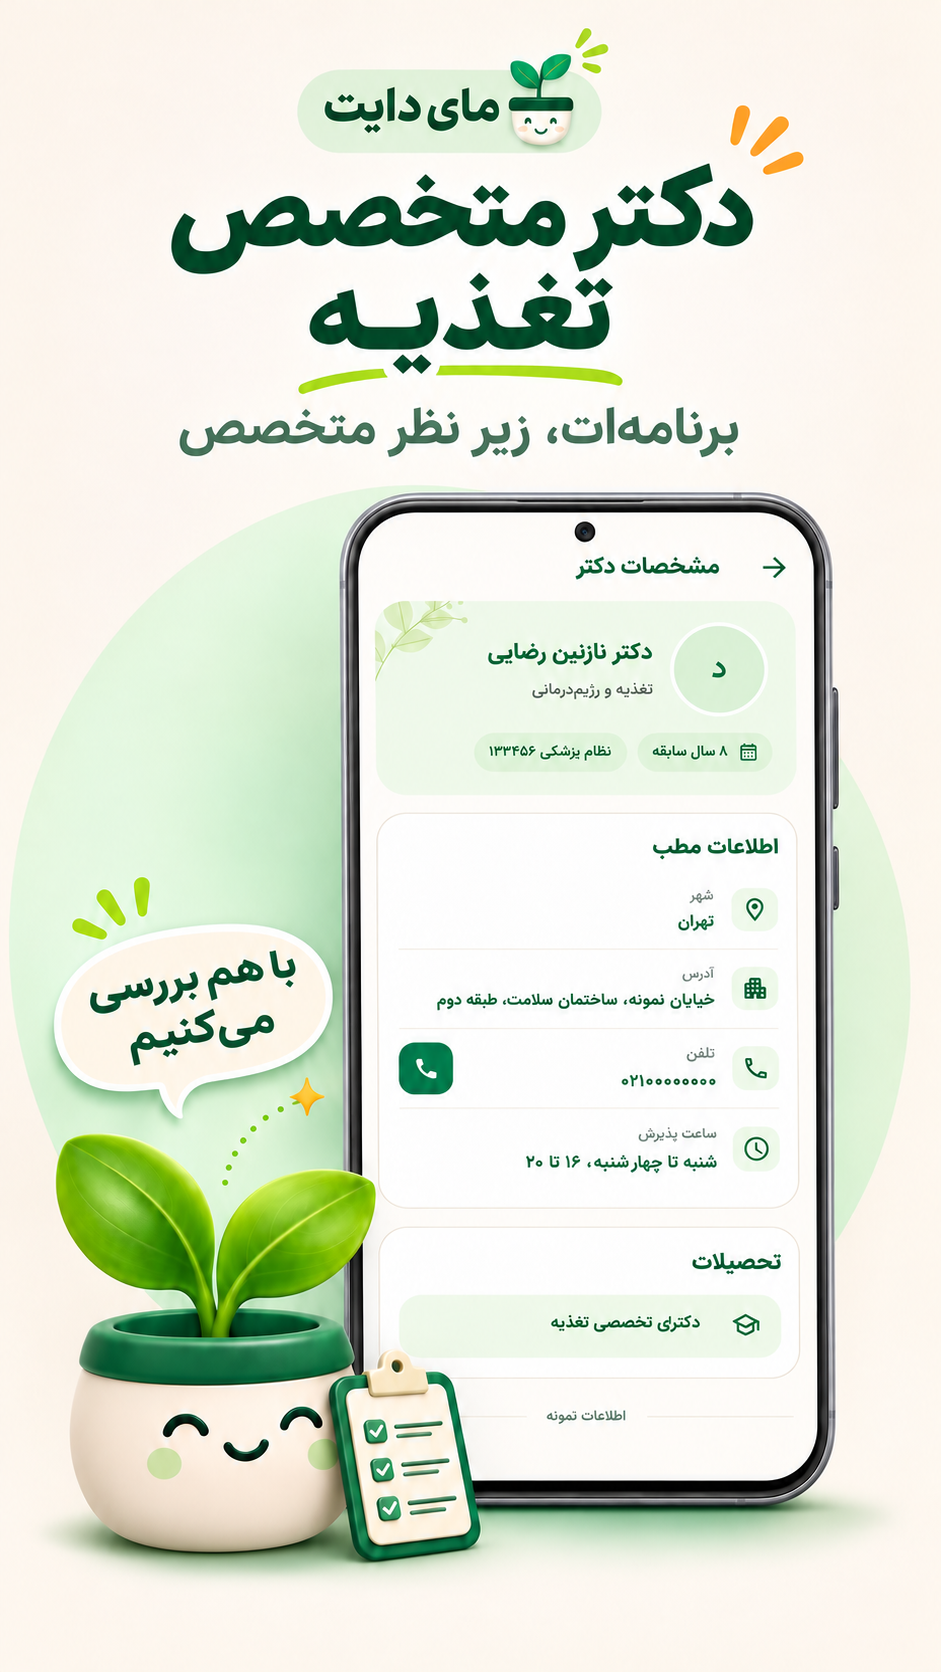 مای دایت
دکتر متخصص
تغذیـه
برنامه‌ات، زیر نظر متخصص
مشخصات دکتر
د
دکتر نازنین رضایی
تغذیه و رژیم‌درمانی
۸ سال سابقه
نظام پزشکی ۱۳۳۴۵۶
اطلاعات مطب
شهر
تهران
آدرس
خیابان نمونه، ساختمان سلامت، طبقه دوم
تلفن
۰۲۱۰۰۰۰۰۰۰۰
ساعت پذیرش
شنبه تا چهارشنبه، ۱۶ تا ۲۰
تحصیلات
دکترای تخصصی تغذیه
اطلاعات نمونه
با هم بررسی
می‌کنیم